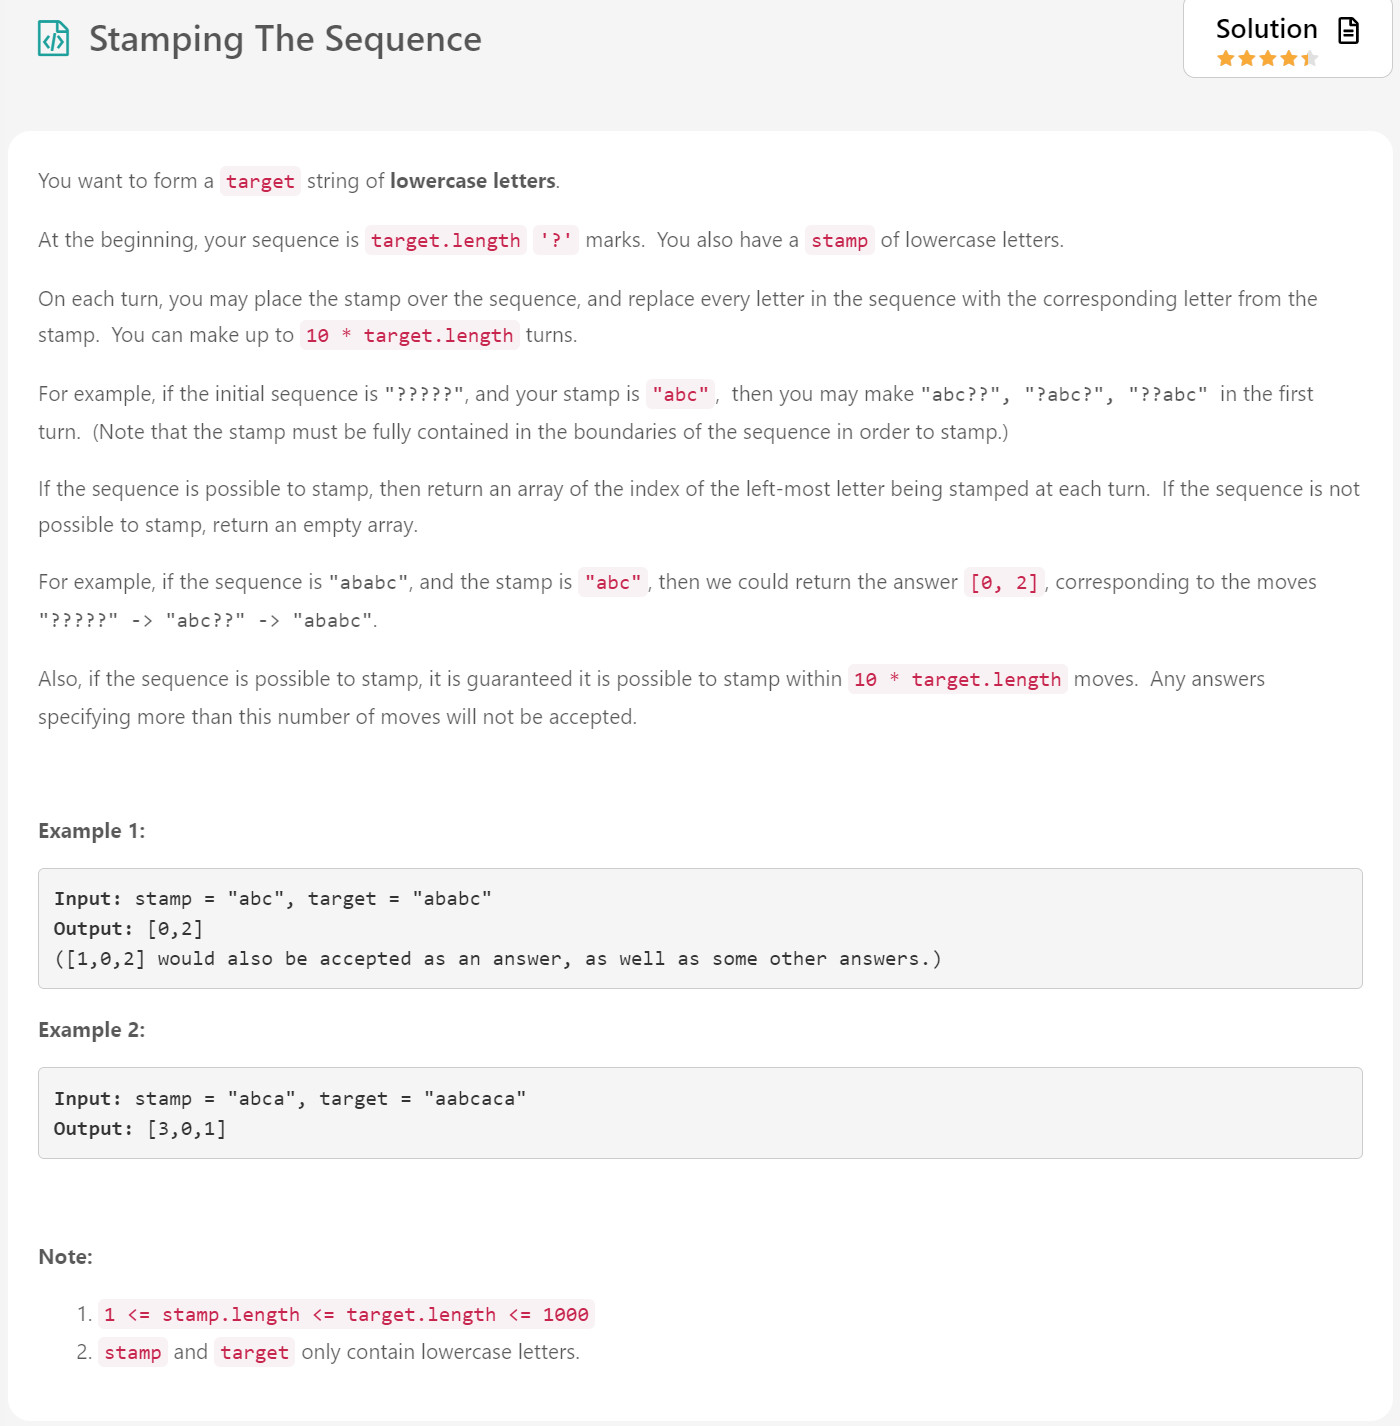 Stamping The Sequence
Solution
You want to form a target string of lowercase letters.
At the beginning, your sequence is target.length '?' marks. You also have a stamp of lowercase letters.
On each turn, you may place the stamp over the sequence, and replace every letter in the sequence with the corresponding letter from the
stamp. You can make up to 10 * target.length turns.
For example, if the initial sequence is "?????", and your stamp is "abc", then you may make "abc??", "?abc?", "??abc" in the first
turn. (Note that the stamp must be fully contained in the boundaries of the sequence in order to stamp.)
If the sequence is possible to stamp, then return an array of the index of the left-most letter being stamped at each turn. If the sequence is not
possible to stamp, return an empty array.
For example, if the sequence is "ababc", and the stamp is "abc", then we could return the answer [0, 2], corresponding to the moves
"?????" -> "abc??" -> "ababc".
Also, if the sequence is possible to stamp, it is guaranteed it is possible to stamp within 10 * target.length moves. Any answers
specifying more than this number of moves will not be accepted.
Example 1:
Input: stamp = "abc", target = "ababc"
Output: [0,2]
([1,0,2] would also be accepted as an answer, as well as some other answers.)
Example 2:
Input: stamp = "abca", target = "aabcaca"
Output: [3,0,1]
Note:
1. 1 <= stamp.length <= target.length <= 1000
2. stamp and target only contain lowercase letters.